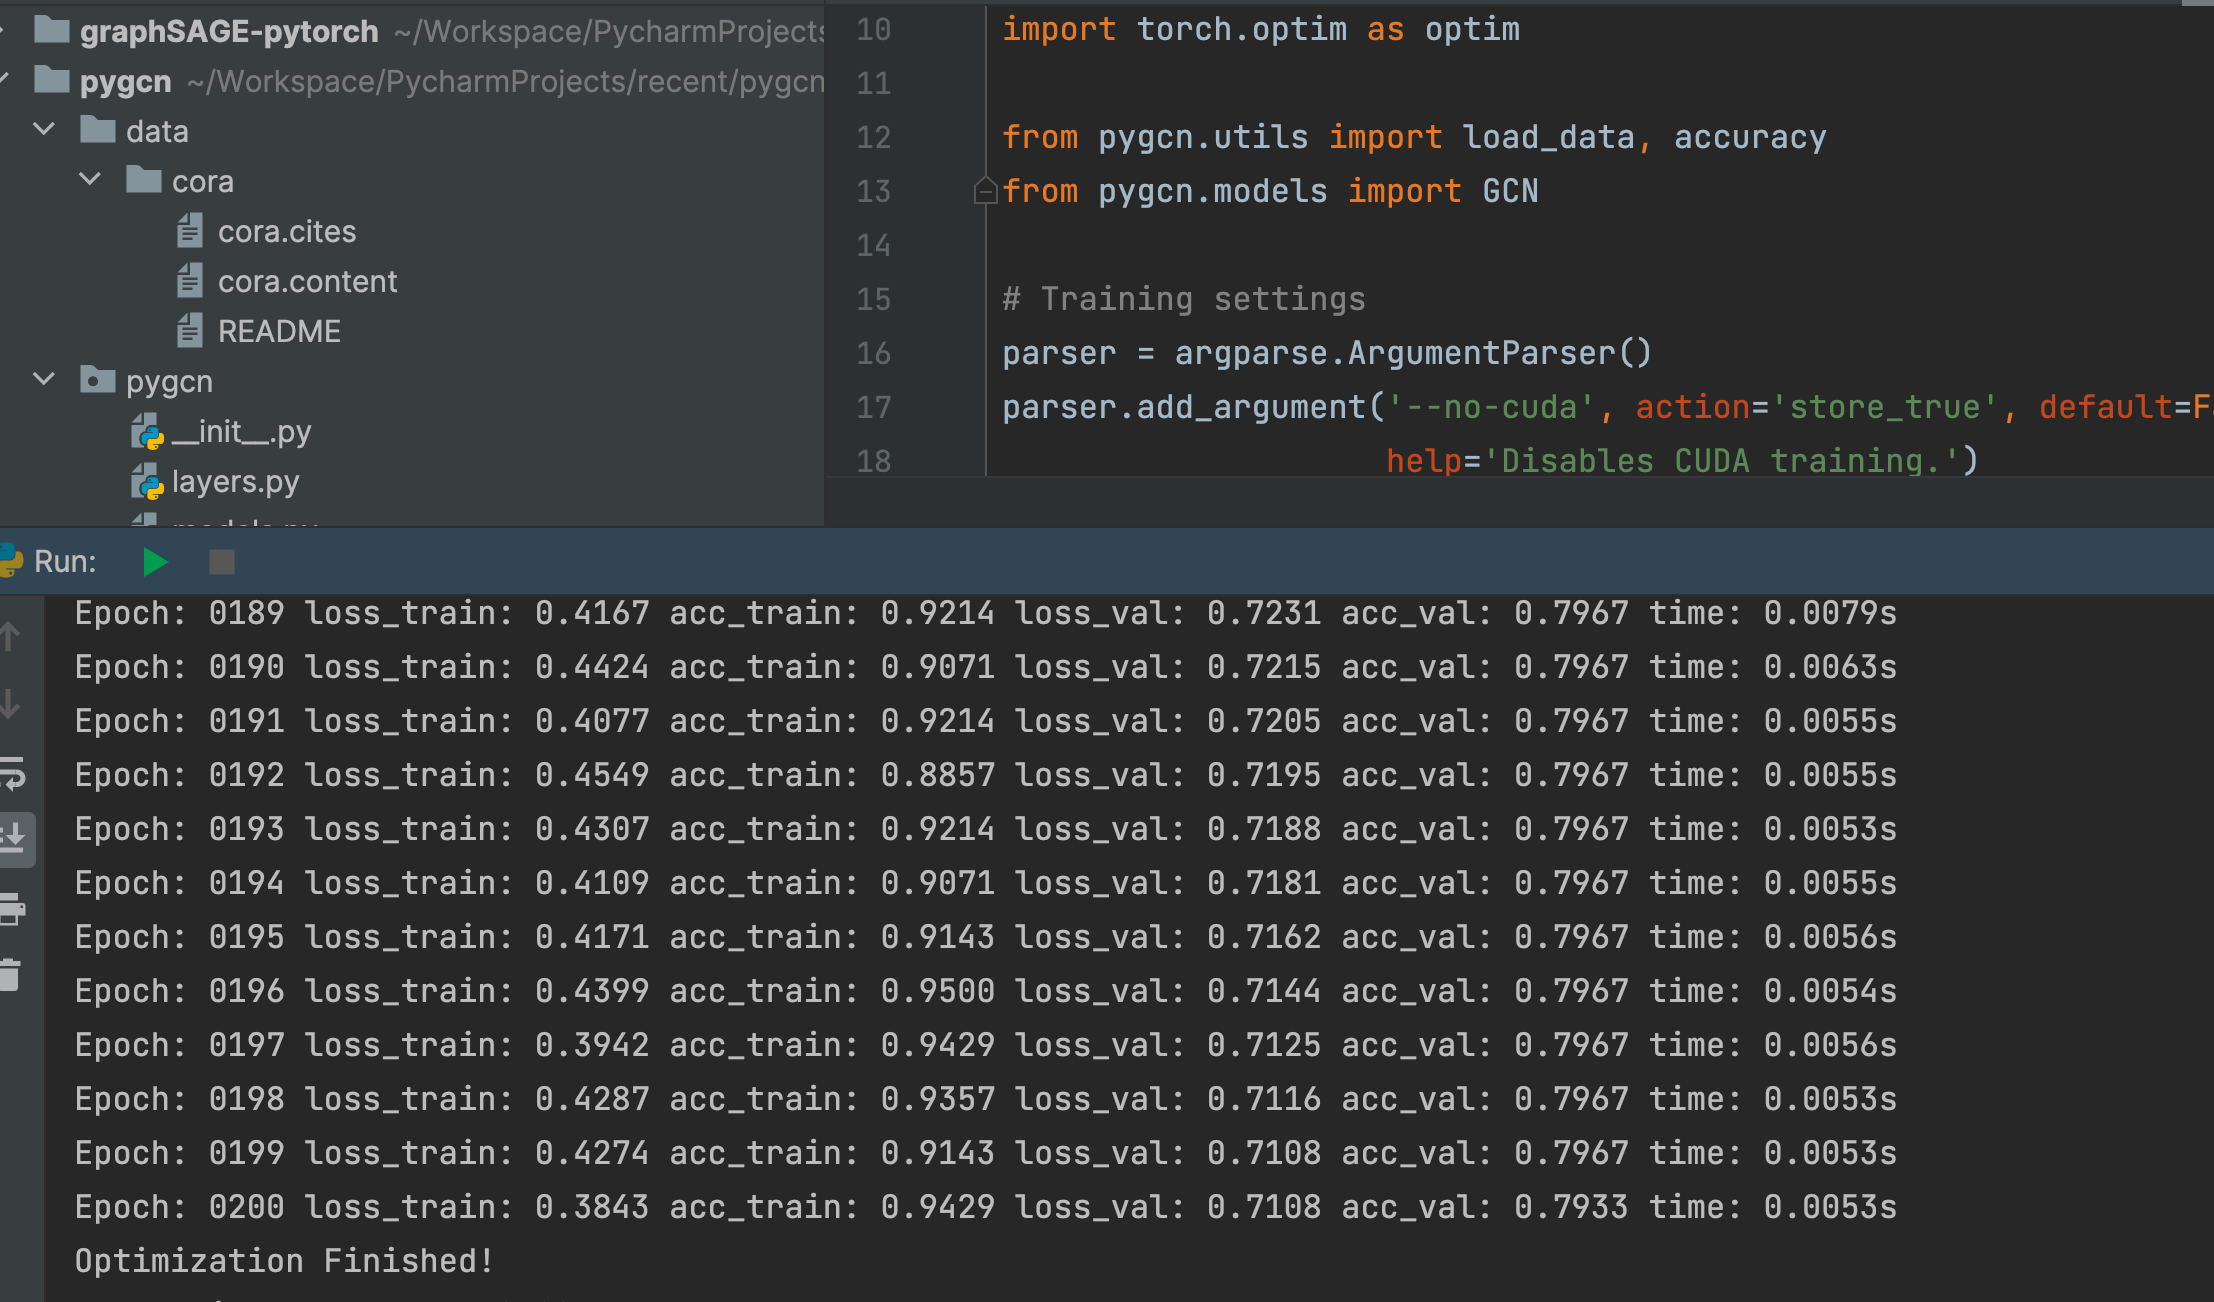 graphSAGE-pytorch ~/Workspace/PycharmProjects
pygcn ~/Workspace/PycharmProjects/recent/pygcn
data
cora
cora.cites
cora.content
README
pygcn
__init__.py
layers.py
10 import torch.optim as optim
11
12 from pygcn.utils import load_data, accuracy
13 from pygcn.models import GCN
14
15 # Training settings
16 parser = argparse.ArgumentParser()
17 parser.add_argument('--no-cuda', action='store_true', default=Fa
18 help='Disables CUDA training.')
Run:
Epoch: 0189 loss_train: 0.4167 acc_train: 0.9214 loss_val: 0.7231 acc_val: 0.7967 time: 0.0079s
Epoch: 0190 loss_train: 0.4424 acc_train: 0.9071 loss_val: 0.7215 acc_val: 0.7967 time: 0.0063s
Epoch: 0191 loss_train: 0.4077 acc_train: 0.9214 loss_val: 0.7205 acc_val: 0.7967 time: 0.0055s
Epoch: 0192 loss_train: 0.4549 acc_train: 0.8857 loss_val: 0.7195 acc_val: 0.7967 time: 0.0055s
Epoch: 0193 loss_train: 0.4307 acc_train: 0.9214 loss_val: 0.7188 acc_val: 0.7967 time: 0.0053s
Epoch: 0194 loss_train: 0.4109 acc_train: 0.9071 loss_val: 0.7181 acc_val: 0.7967 time: 0.0055s
Epoch: 0195 loss_train: 0.4171 acc_train: 0.9143 loss_val: 0.7162 acc_val: 0.7967 time: 0.0056s
Epoch: 0196 loss_train: 0.4399 acc_train: 0.9500 loss_val: 0.7144 acc_val: 0.7967 time: 0.0054s
Epoch: 0197 loss_train: 0.3942 acc_train: 0.9429 loss_val: 0.7125 acc_val: 0.7967 time: 0.0056s
Epoch: 0198 loss_train: 0.4287 acc_train: 0.9357 loss_val: 0.7116 acc_val: 0.7967 time: 0.0053s
Epoch: 0199 loss_train: 0.4274 acc_train: 0.9143 loss_val: 0.7108 acc_val: 0.7967 time: 0.0053s
Epoch: 0200 loss_train: 0.3843 acc_train: 0.9429 loss_val: 0.7108 acc_val: 0.7933 time: 0.0053s
Optimization Finished!